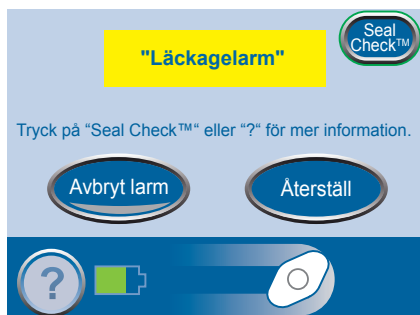 Seal
Check™
"Läckagelarm"
Tryck på “Seal Check™“ eller “?“ för mer information.
Avbryt larm
Återställ
?